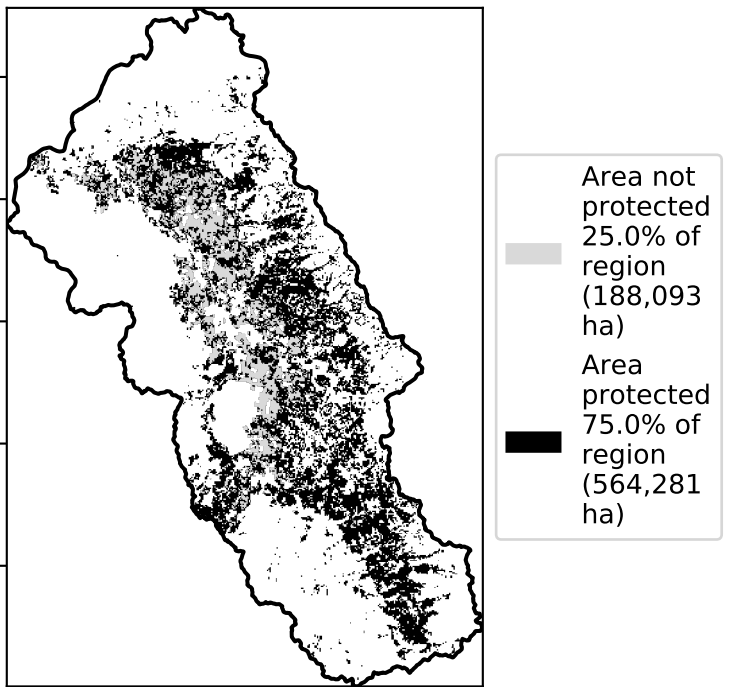 Area not
protected
25.0% of
region
(188,093
ha)
Area
protected
75.0% of
region
(564,281
ha)